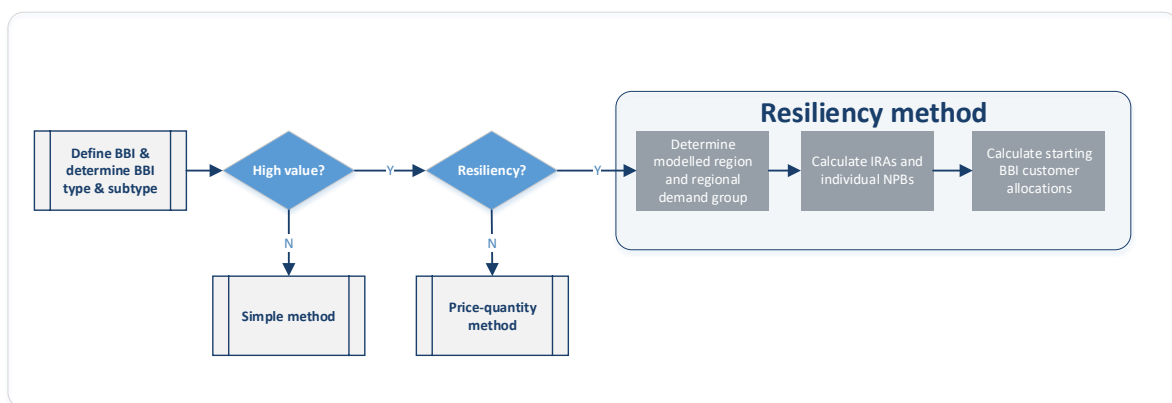 Resiliency method
Define BBI &
determine BBI
type & subtype
High value?
Y
Resiliency?
Y
Determine
modelled region
and regional
demand group
Calculate IRAs and
individual NPBs
Calculate starting
BBI customer
allocations
N
N
Simple method
Price-quantity
method